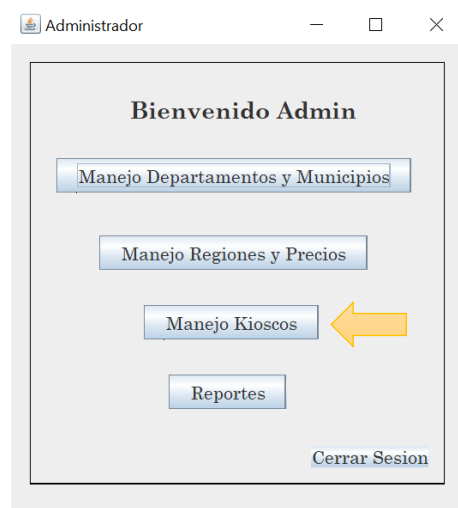 Administrador
Bienvenido Admin
Manejo Departamentos y Municipios
Manejo Regiones y Precios
Manejo Kioscos
Reportes
Cerrar Sesion